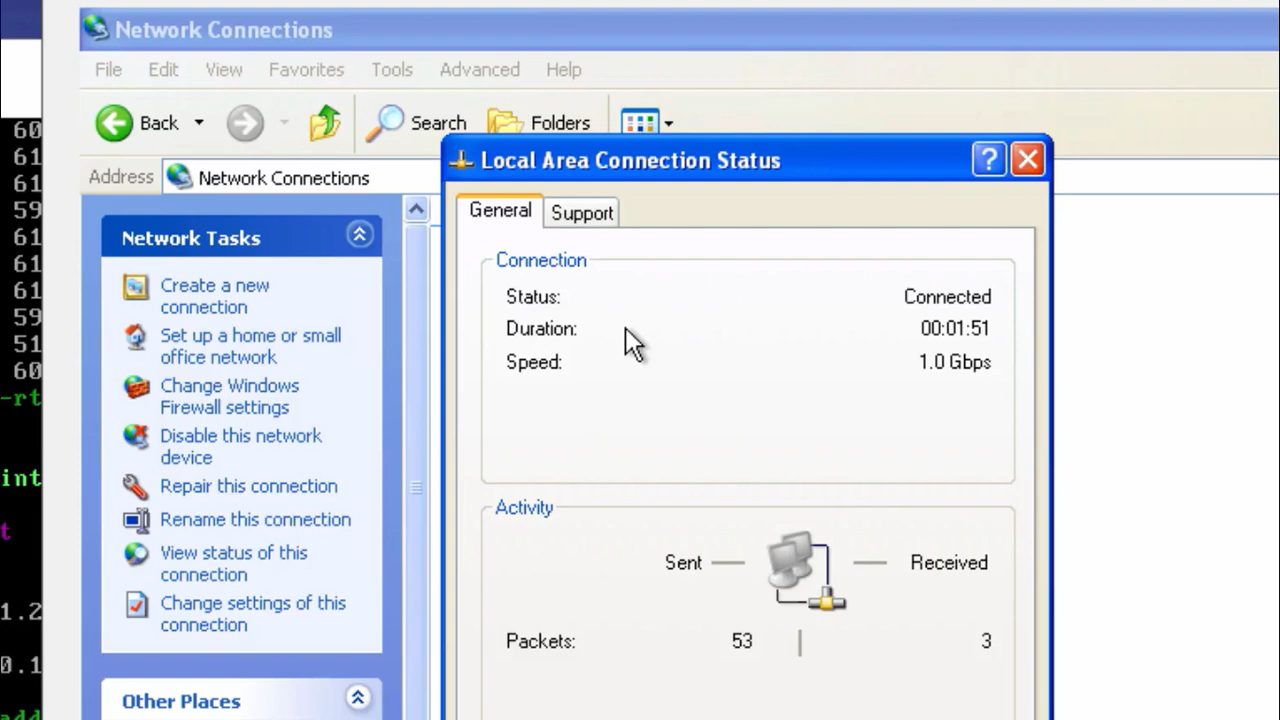 Network Connections
File Edit View Favorites Tools Advanced Help
Back Search Folders
Address Network Connections
Network Tasks
Create a new
connection
Set up a home or small
office network
Change Windows
Firewall settings
Disable this network
device
Repair this connection
Rename this connection
View status of this
connection
Change settings of this
connection
Other Places
Local Area Connection Status
General Support
Connection
Status: Connected
Duration: 00:01:51
Speed: 1.0 Gbps
Activity
Sent Received
Packets: 53 3
60
61
61
59
61
61
61
59
51
60
-rt
int
t
1.2
0.1
add